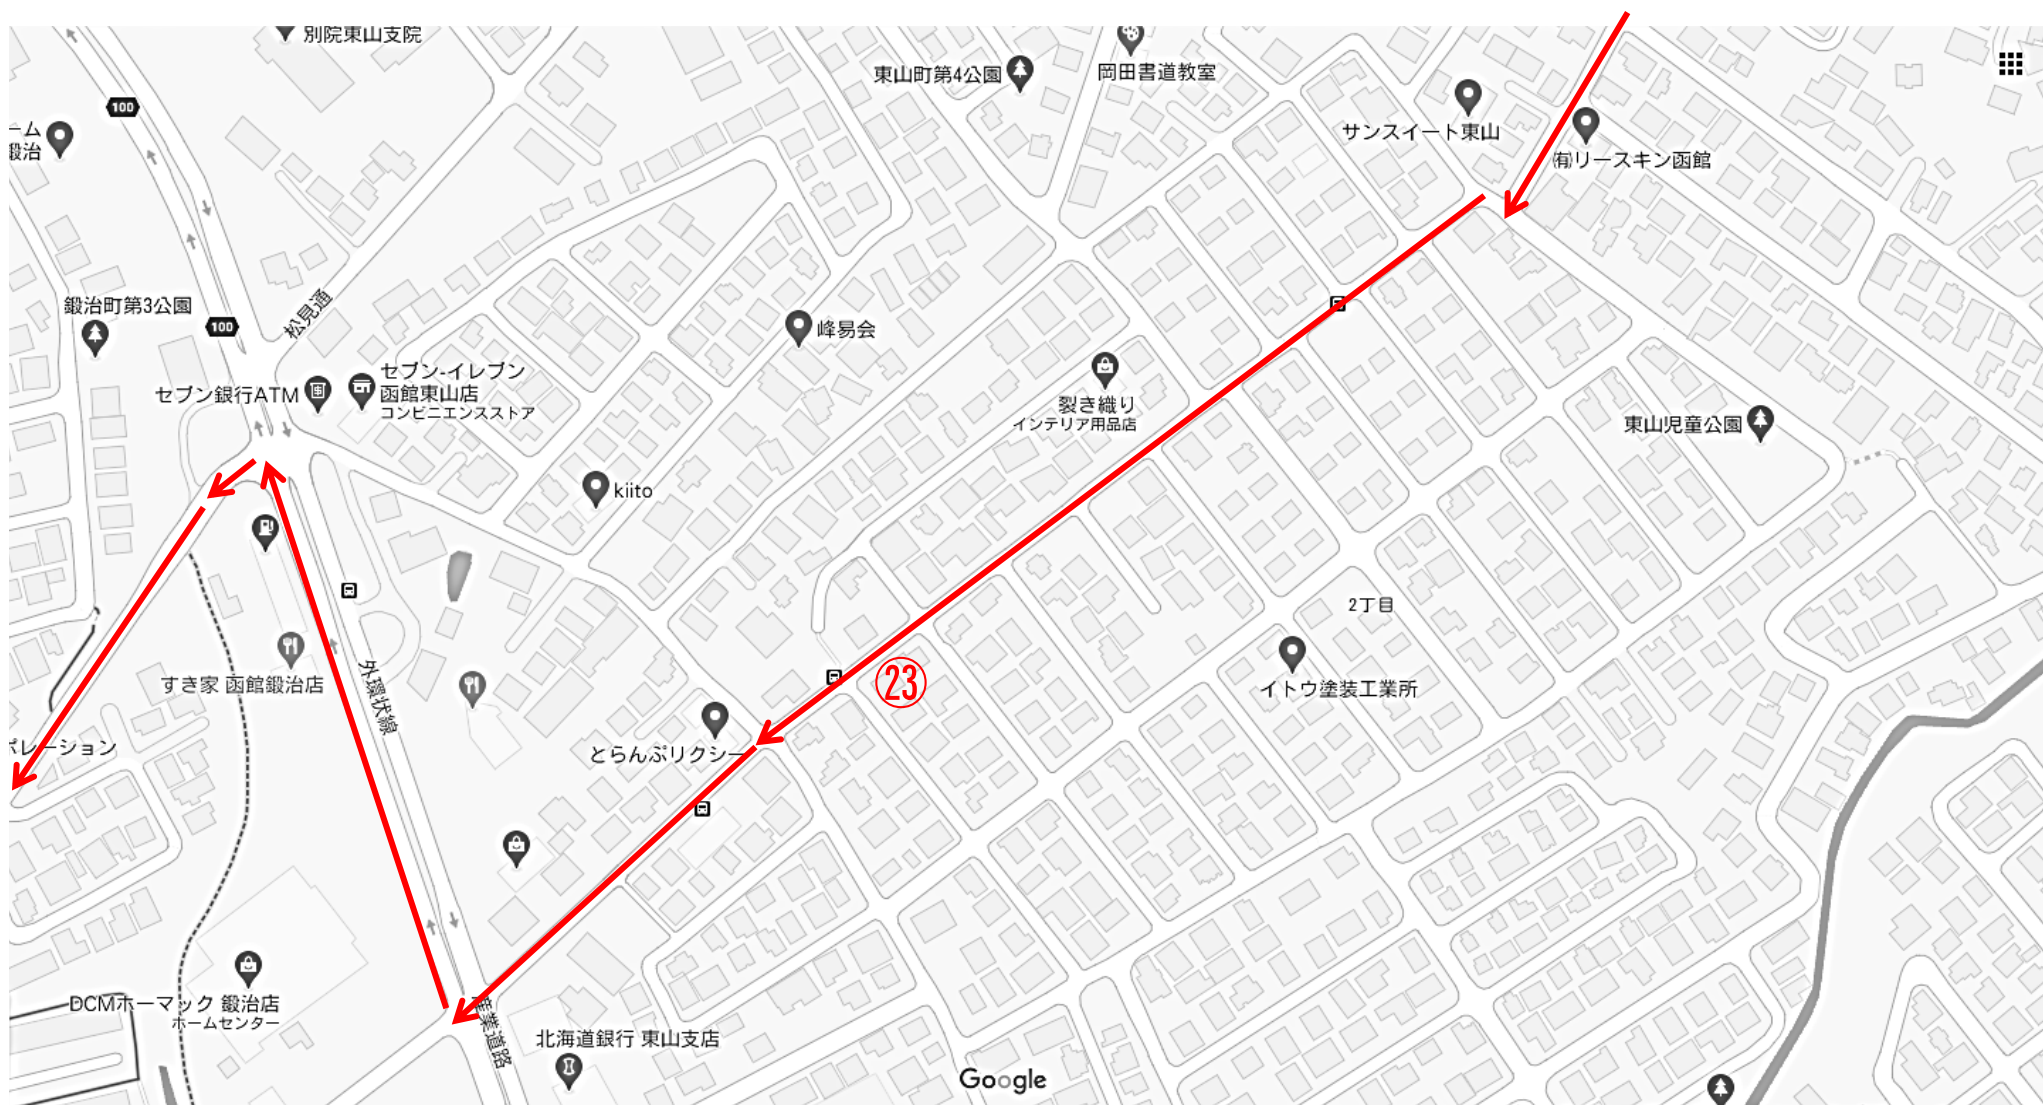 別院東山支院
100
ーム
鍛治
東山町第4公園
岡田書道教室
サンスイート東山
㈲リースキン函館
鍛治町第3公園
100
松見通
セブン銀行ATM
セブン-イレブン
函館東山店
コンビニエンスストア
峰易会
裂き織り
インテリア用品店
東山児童公園
kiito
2丁目
すき家 函館鍛治店
外環状線
㉓
イトウ塗装工業所
ポレーション
とらんぷリクシー
DCMホーマック 鍛治店
ホームセンター
産業道路
北海道銀行 東山支店
Google